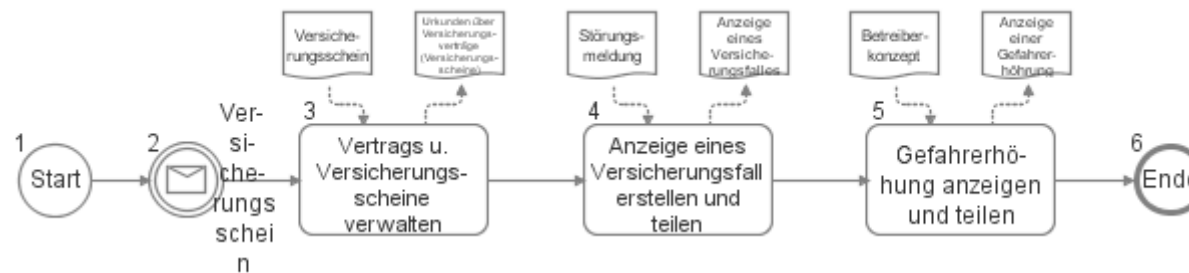 Versiche-
rungsschein
Urkunden über
Versicherungs-
verträge
(Versicherungs-
scheine)
Störungs-
meldung
Anzeige
eines
Versiche-
rungsfalles
Betreiber-
konzept
Anzeige
einer
Gefahrer-
höhrung
1
Start
2
Ver-
si-
che-
rungs
schei
n
3
Vertrags u.
Versicherungs-
scheine
verwalten
4
Anzeige eines
Versicherungsfall
erstellen und
teilen
5
Gefahrerhö-
hung anzeigen
und teilen
6
Ende